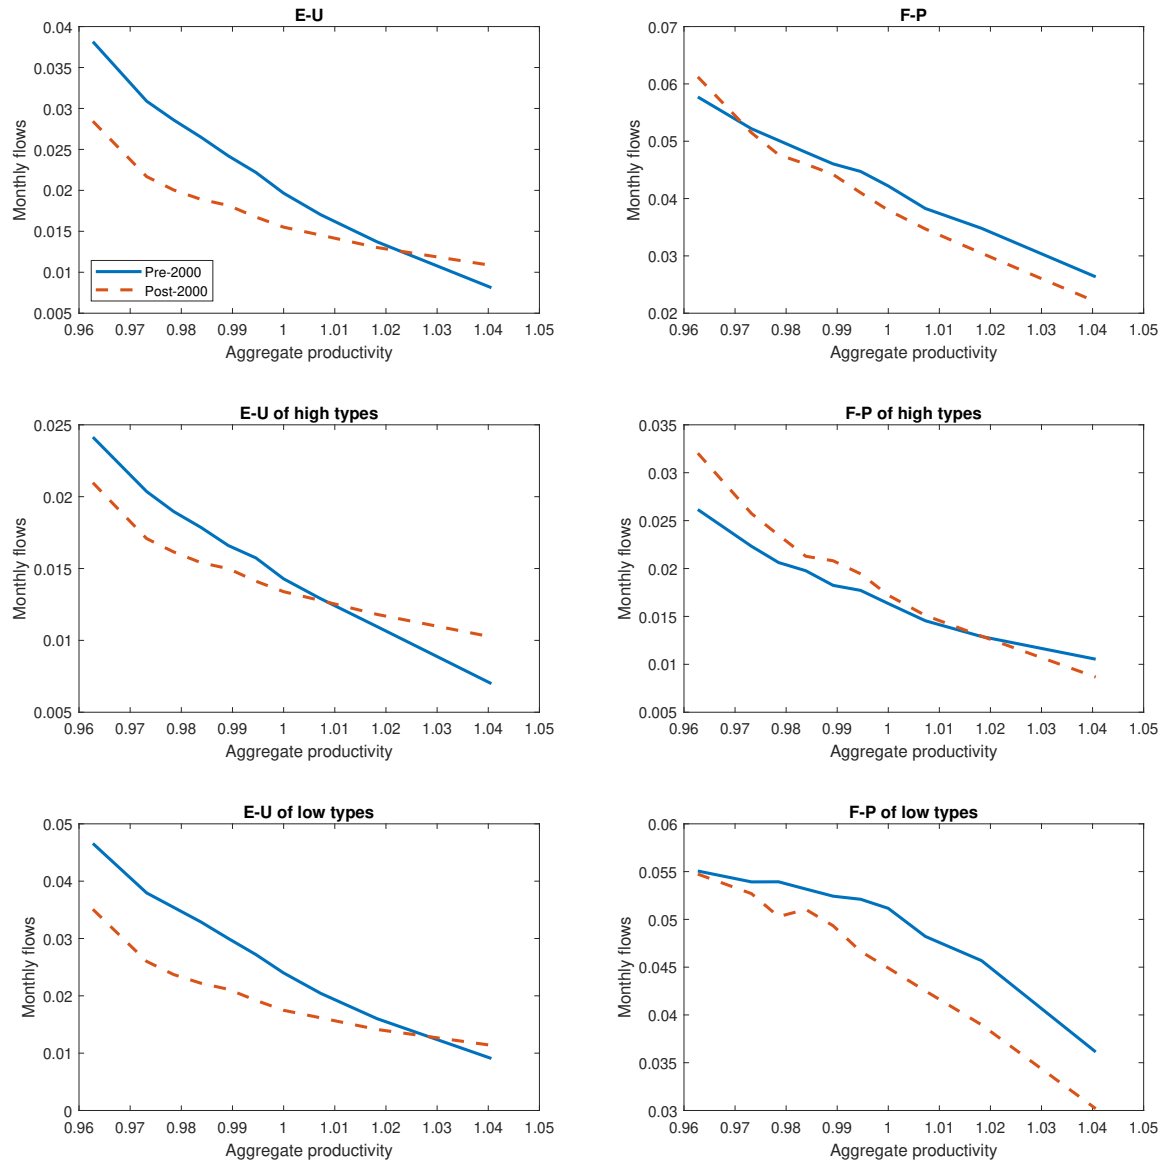 E-U
0.04
0.035
0.03
0.025
0.02
0.015
0.01
0.005
Monthly flows
Pre-2000
Post-2000
0.96 0.97 0.98 0.99 1 1.01 1.02 1.03 1.04 1.05
Aggregate productivity
F-P
0.07
0.06
0.05
0.04
0.03
0.02
Monthly flows
0.96 0.97 0.98 0.99 1 1.01 1.02 1.03 1.04 1.05
Aggregate productivity
E-U of high types
0.025
0.02
0.015
0.01
0.005
Monthly flows
0.96 0.97 0.98 0.99 1 1.01 1.02 1.03 1.04 1.05
Aggregate productivity
F-P of high types
0.035
0.03
0.025
0.02
0.015
0.01
0.005
Monthly flows
0.96 0.97 0.98 0.99 1 1.01 1.02 1.03 1.04 1.05
Aggregate productivity
E-U of low types
0.05
0.04
0.03
0.02
0.01
0
Monthly flows
0.96 0.97 0.98 0.99 1 1.01 1.02 1.03 1.04 1.05
Aggregate productivity
F-P of low types
0.06
0.055
0.05
0.045
0.04
0.035
0.03
Monthly flows
0.96 0.97 0.98 0.99 1 1.01 1.02 1.03 1.04 1.05
Aggregate productivity